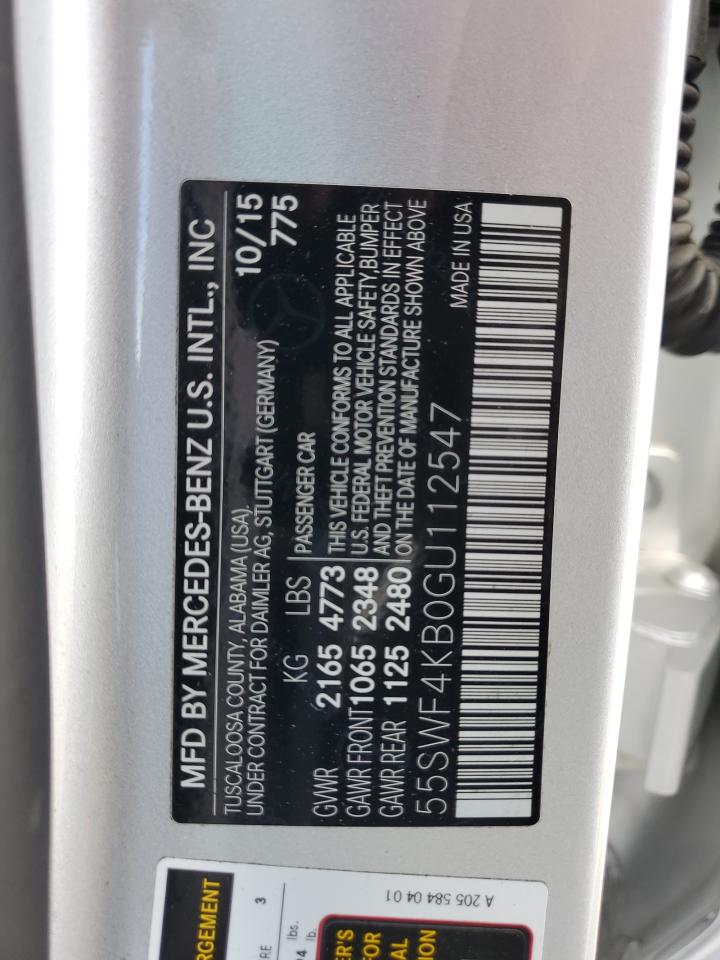 MFD BY MERCEDES-BENZ U.S. INTL., INC
TUSCALOOSA COUNTY, ALABAMA (USA). 10/15
UNDER CONTRACT FOR DAIMLER AG, STUTTGART (GERMANY) 775
KG LBS PASSENGER CAR
GVWR 2165 4773 THIS VEHICLE CONFORMS TO ALL APPLICABLE
U.S. FEDERAL MOTOR VEHICLE SAFETY, BUMPER
GAWR FRONT 1065 2348 AND THEFT PREVENTION STANDARDS IN EFFECT
GAWR REAR 1125 2480 ON THE DATE OF MANUFACTURE SHOWN ABOVE
55SWF4KB0GU112547 MADE IN USA
3
lbs.
lb.
FOR
A 205 584 04 01